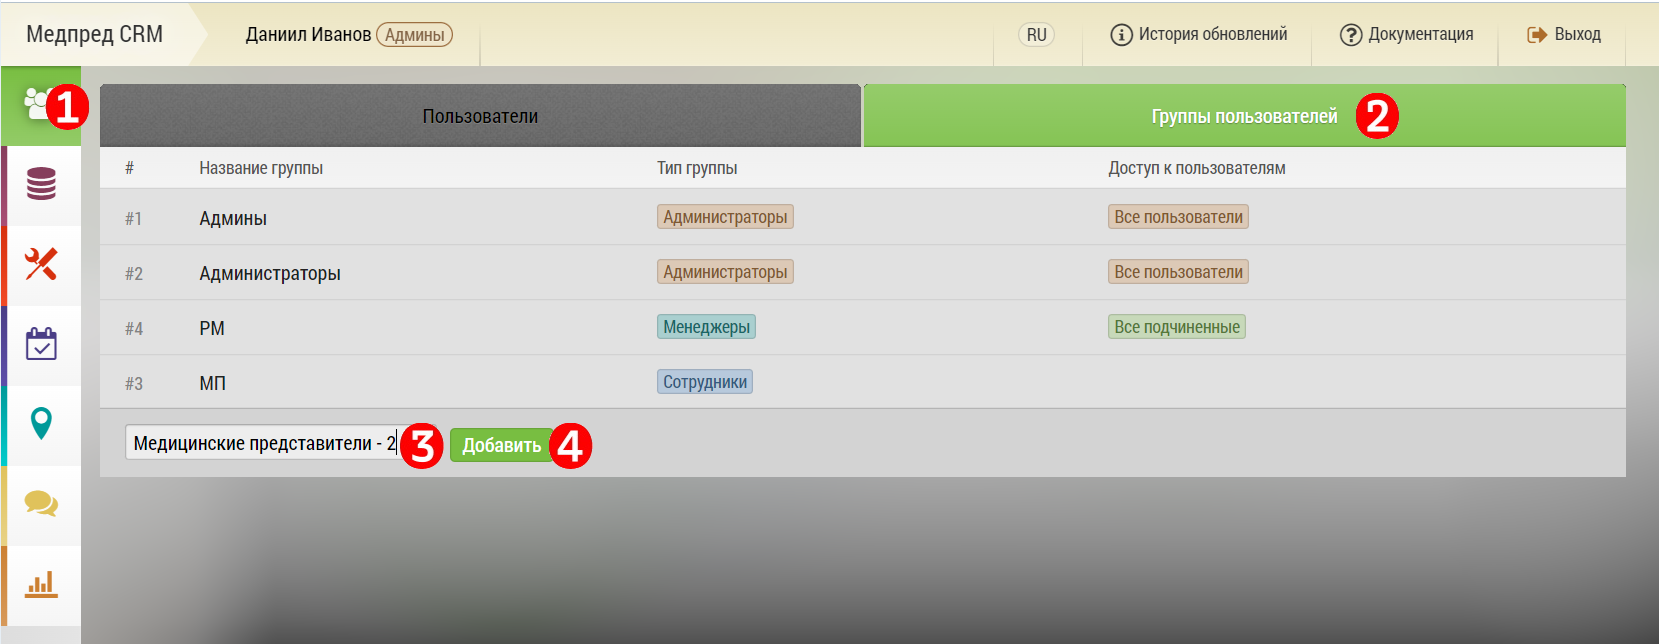 Медпред CRM
Даниил Иванов Админы
RU
История обновлений
Документация
Выход
1
Пользователи
Группы пользователей 2
# Название группы Тип группы Доступ к пользователям
#1 Админы Администраторы Все пользователи
#2 Администраторы Администраторы Все пользователи
#4 РМ Менеджеры Все подчиненные
#3 МП Сотрудники
Медицинские представители - 2 3 Добавить 4